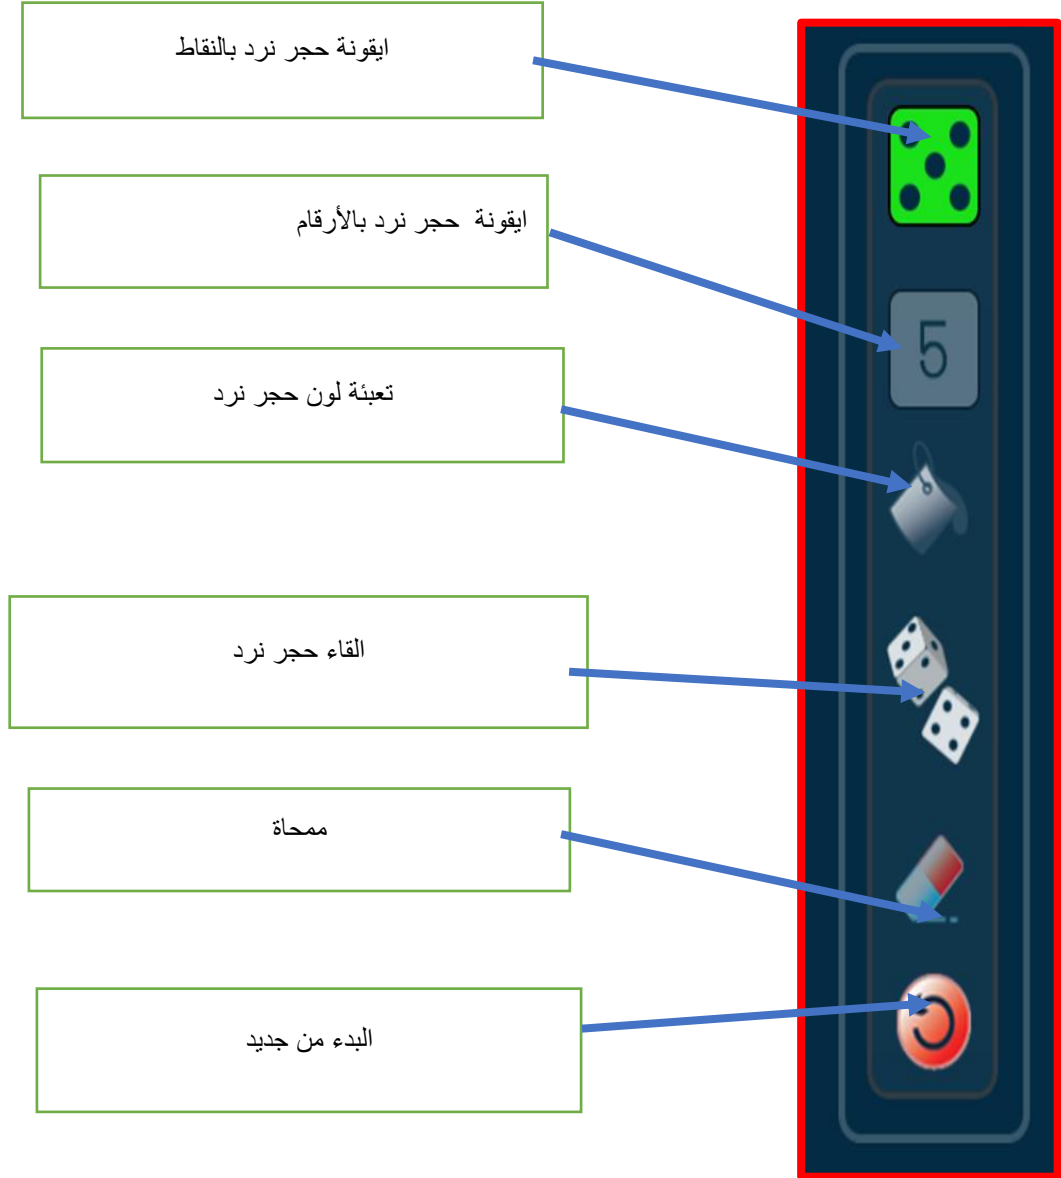 ايقونة حجر نرد بالنقاط
ايقونة حجر نرد بالأرقام
5
تعبئة لون حجر نرد
القاء حجر نرد
ممحاة
البدء من جديد